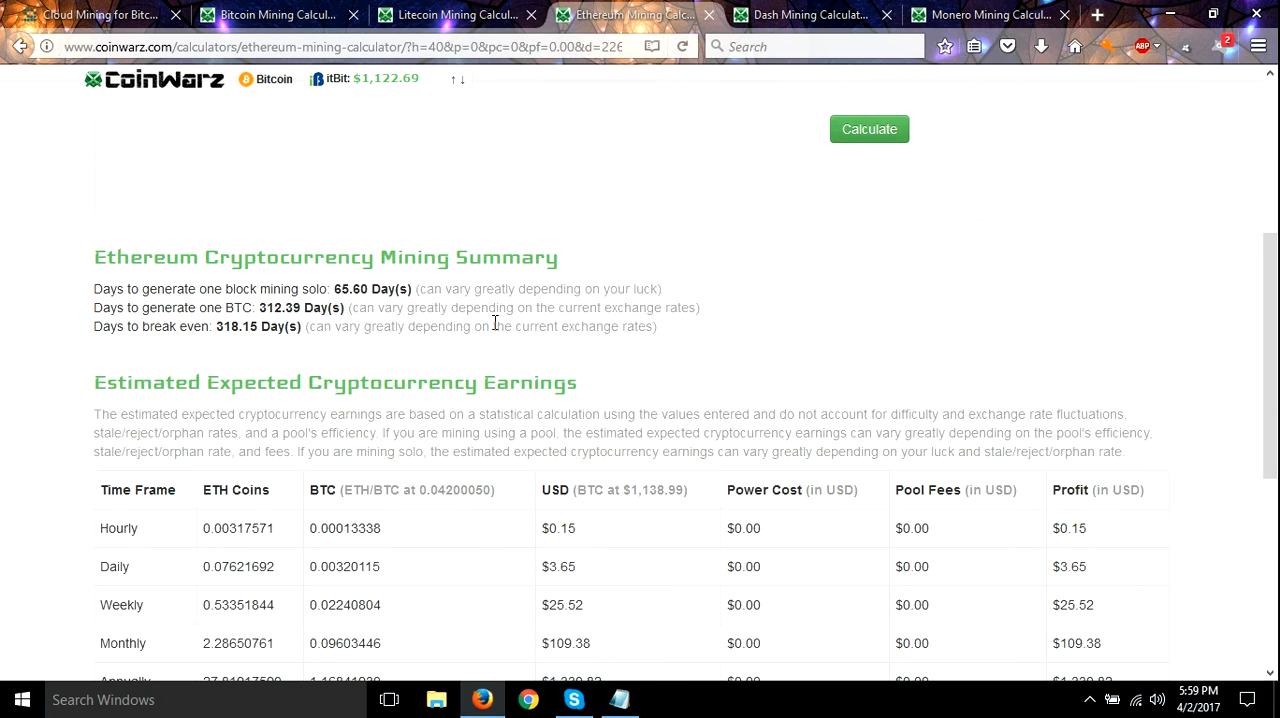 Cloud Mining for Bitc... Bitcoin Mining Calcul... Litecoin Mining Calcul... Ethereum Mining Calc... Dash Mining Calculat... Monero Mining Calcul...
www.coinwarz.com/calculators/ethereum-mining-calculator/?h=40&p=0&pc=0&pf=0.00&d=226 Search ABP 2
CoinWarz Bitcoin itBit: $1,122.69 ↑ ↓
Calculate
Ethereum Cryptocurrency Mining Summary
Days to generate one block mining solo: 65.60 Day(s) (can vary greatly depending on your luck)
Days to generate one BTC: 312.39 Day(s) (can vary greatly depending on the current exchange rates)
Days to break even: 318.15 Day(s) (can vary greatly depending on the current exchange rates)
Estimated Expected Cryptocurrency Earnings
The estimated expected cryptocurrency earnings are based on a statistical calculation using the values entered and do not account for difficulty and exchange rate fluctuations,
stale/reject/orphan rates, and a pool's efficiency. If you are mining using a pool, the estimated expected cryptocurrency earnings can vary greatly depending on the pool's efficiency,
stale/reject/orphan rate, and fees. If you are mining solo, the estimated expected cryptocurrency earnings can vary greatly depending on your luck and stale/reject/orphan rate.
Time Frame ETH Coins BTC (ETH/BTC at 0.04200050) USD (BTC at $1,138.99) Power Cost (in USD) Pool Fees (in USD) Profit (in USD)
Hourly 0.00317571 0.00013338 $0.15 $0.00 $0.00 $0.15
Daily 0.07621692 0.00320115 $3.65 $0.00 $0.00 $3.65
Weekly 0.53351844 0.02240804 $25.52 $0.00 $0.00 $25.52
Monthly 2.28650761 0.09603446 $109.38 $0.00 $0.00 $109.38
Search Windows 5:59 PM
4/2/2017